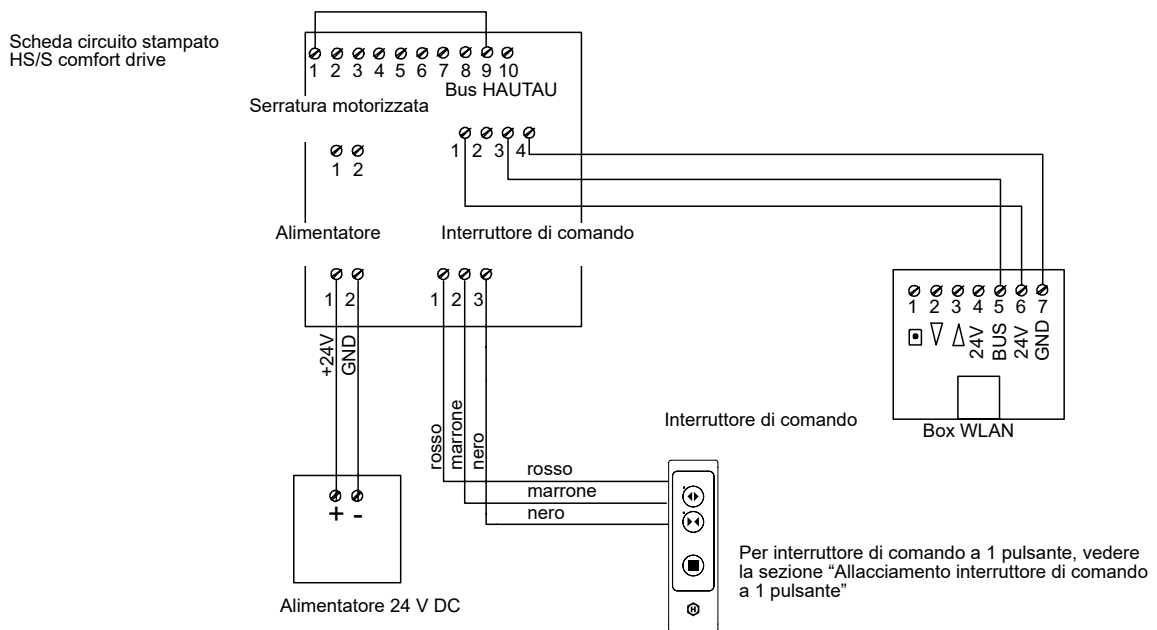 Scheda circuito stampato
HS/S comfort drive
1 2 3 4 5 6 7 8 9 10
Bus HAUTAU
Serratura motorizzata
1 2 3 4
1 2
Alimentatore
Interruttore di comando
1 2
1 2 3
+24V
GND
rosso
marrone
nero
1 2 3 4 5 6 7
24V
BUS
24V
GND
Box WLAN
Interruttore di comando
rosso
marrone
nero
+ -
Alimentatore 24 V DC
H
Per interruttore di comando a 1 pulsante, vedere
la sezione “Allacciamento interruttore di comando
a 1 pulsante”